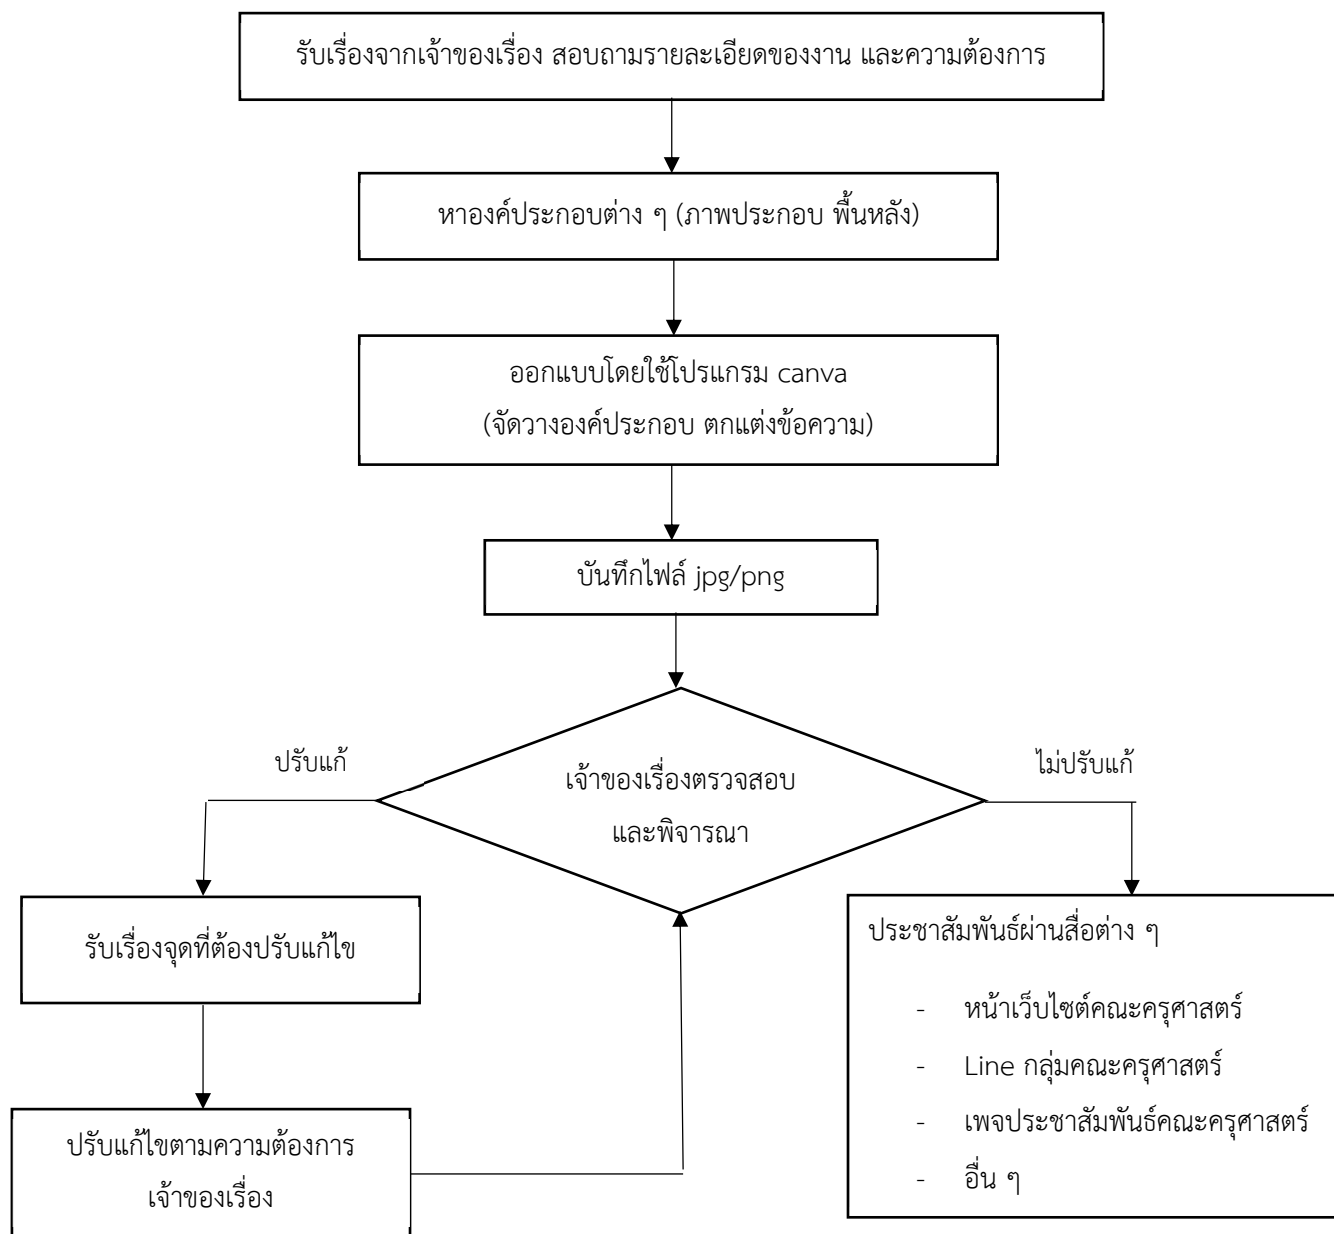 รับเรื่องจากเจ้าของเรื่อง สอบถามรายละเอียดของงาน และความต้องการ
หาองค์ประกอบต่าง ๆ (ภาพประกอบ พื้นหลัง)
ออกแบบโดยใช้โปรแกรม canva
(จัดวางองค์ประกอบ ตกแต่งข้อความ)
บันทึกไฟล์ jpg/png
เจ้าของเรื่องตรวจสอบ
และพิจารณา
ปรับแก้
ไม่ปรับแก้
รับเรื่องจุดที่ต้องปรับแก้ไข
ปรับแก้ไขตามความต้องการ
เจ้าของเรื่อง
ประชาสัมพันธ์ผ่านสื่อต่าง ๆ
- หน้าเว็บไซต์คณะครุศาสตร์
- Line กลุ่มคณะครุศาสตร์
- เพจประชาสัมพันธ์คณะครุศาสตร์
- อื่น ๆ